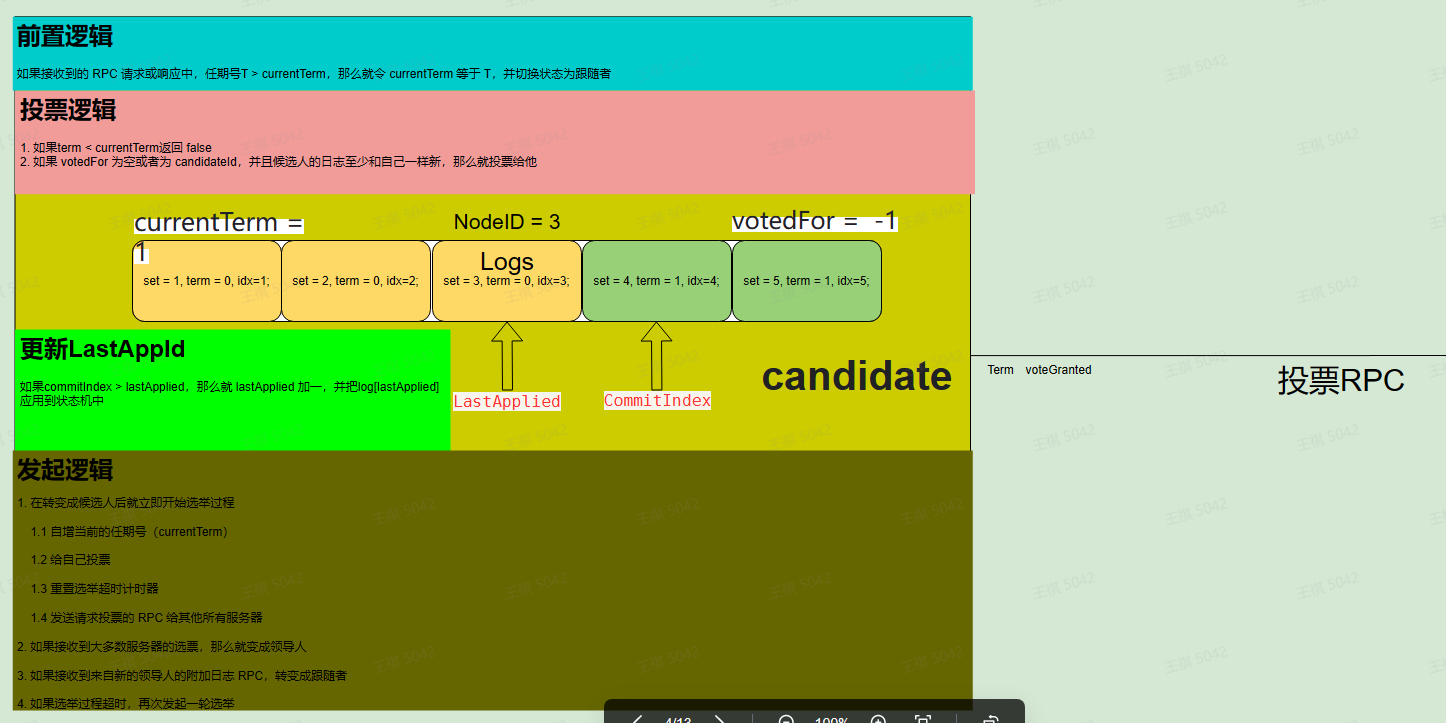 前置逻辑
如果接收到的 RPC 请求或响应中，任期号T > currentTerm，那么就令 currentTerm 等于 T，并切换状态为跟随者
投票逻辑
1. 如果term < currentTerm返回 false
2. 如果 votedFor 为空或者为 candidateId，并且候选人的日志至少和自己一样新，那么就投票给他
currentTerm =
1
NodeID = 3
votedFor = -1
Logs
set = 1, term = 0, idx=1;
set = 2, term = 0, idx=2;
set = 3, term = 0, idx=3;
set = 4, term = 1, idx=4;
set = 5, term = 1, idx=5;
更新LastAppId
如果commitIndex > lastApplied，那么就 lastApplied 加一，并把log[lastApplied]
应用到状态机中
LastApplied
CommitIndex
candidate
Term voteGranted
投票RPC
发起逻辑
1. 在转变成候选人后就立即开始选举过程
1.1 自增当前的任期号（currentTerm）
1.2 给自己投票
1.3 重置选举超时计时器
1.4 发送请求投票的 RPC 给其他所有服务器
2. 如果接收到大多数服务器的选票，那么就变成领导人
3. 如果接收到来自新的领导人的附加日志 RPC，转变成跟随者
4. 如果选举过程超时，再次发起一轮选举
4/13
100%
王祺 5042